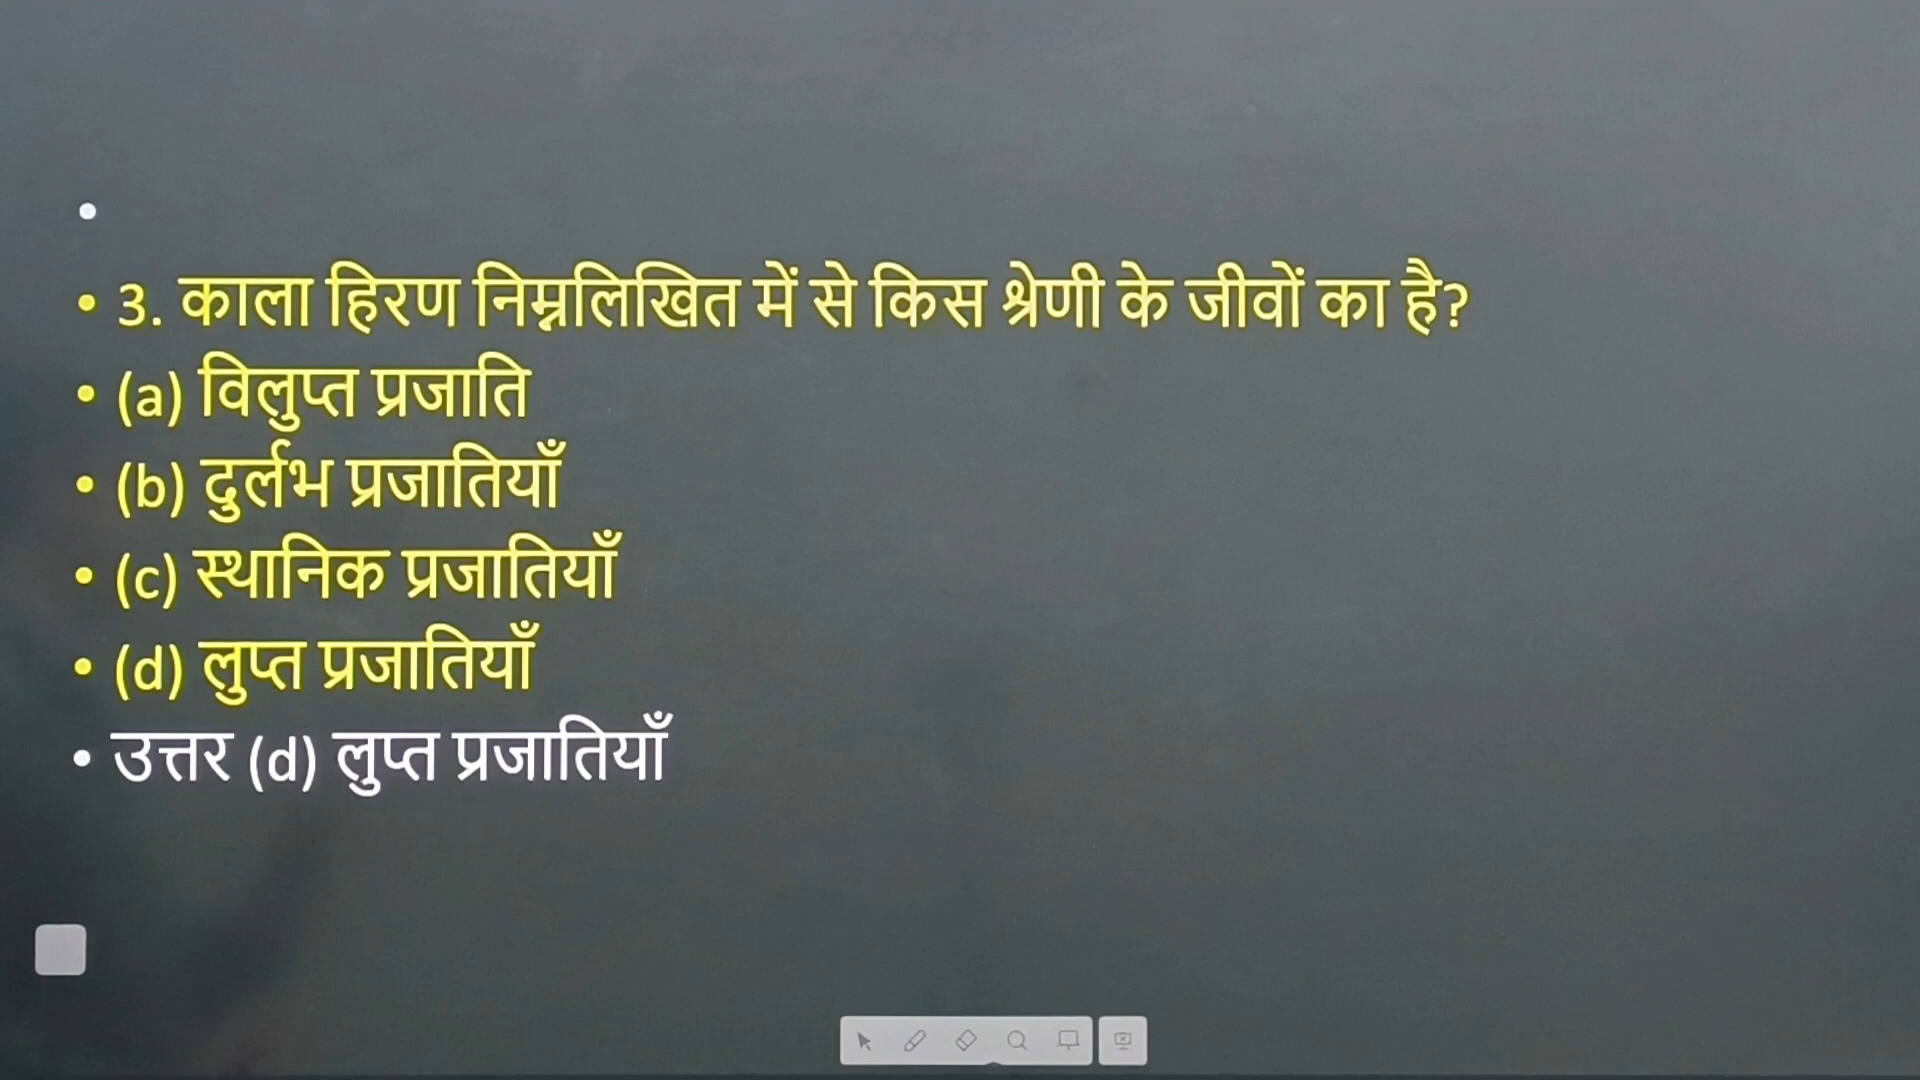 •
• 3. काला हिरण निम्नलिखित में से किस श्रेणी के जीवों का है?
• (a) विलुप्त प्रजाति
• (b) दुर्लभ प्रजातियाँ
• (c) स्थानिक प्रजातियाँ
• (d) लुप्त प्रजातियाँ
• उत्तर (d) लुप्त प्रजातियाँ